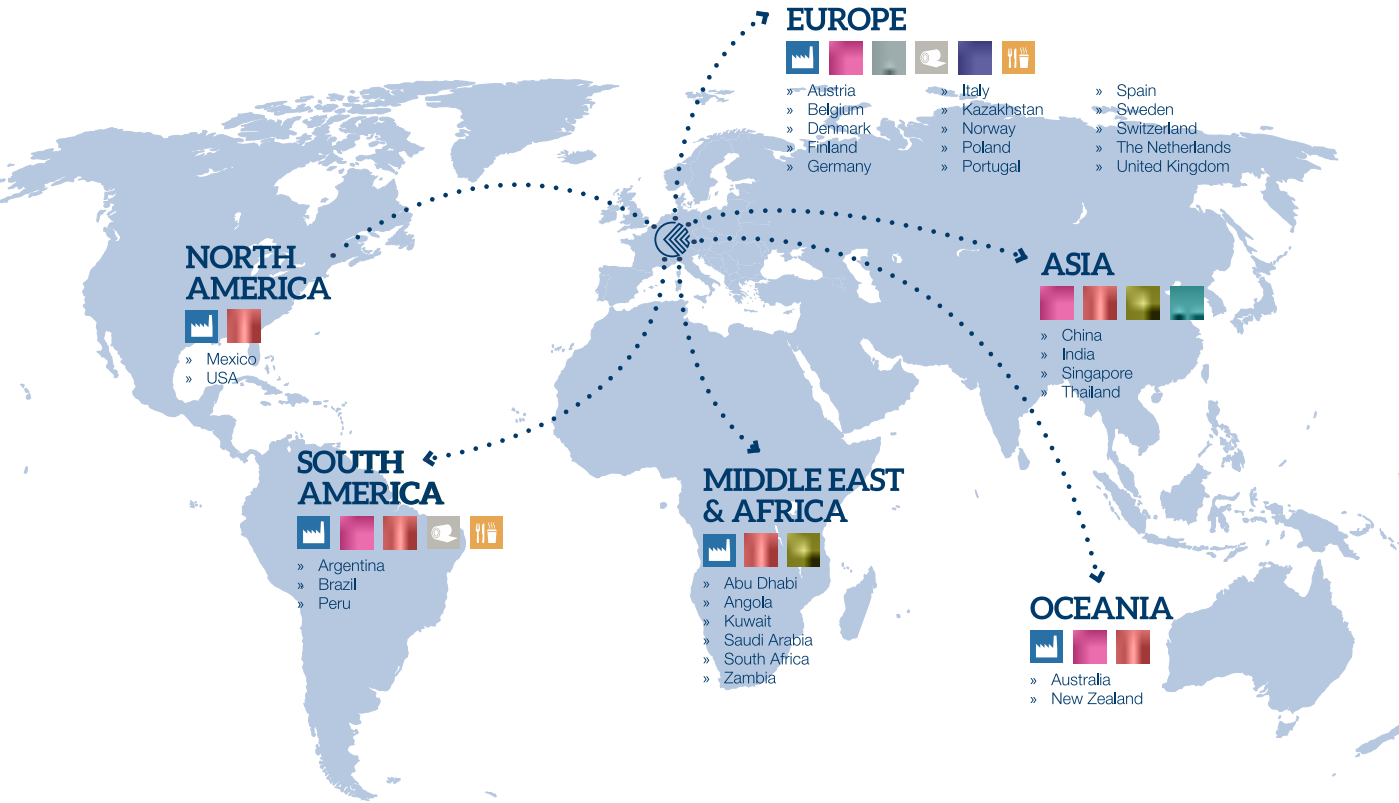 EUROPE
» Austria
» Belgium
» Denmark
» Finland
» Germany
» Italy
» Kazakhstan
» Norway
» Poland
» Portugal
» Spain
» Sweden
» Switzerland
» The Netherlands
» United Kingdom
NORTH
AMERICA
» Mexico
» USA
ASIA
» China
» India
» Singapore
» Thailand
SOUTH
AMERICA
» Argentina
» Brazil
» Peru
MIDDLE EAST
& AFRICA
» Abu Dhabi
» Angola
» Kuwait
» Saudi Arabia
» South Africa
» Zambia
OCEANIA
» Australia
» New Zealand